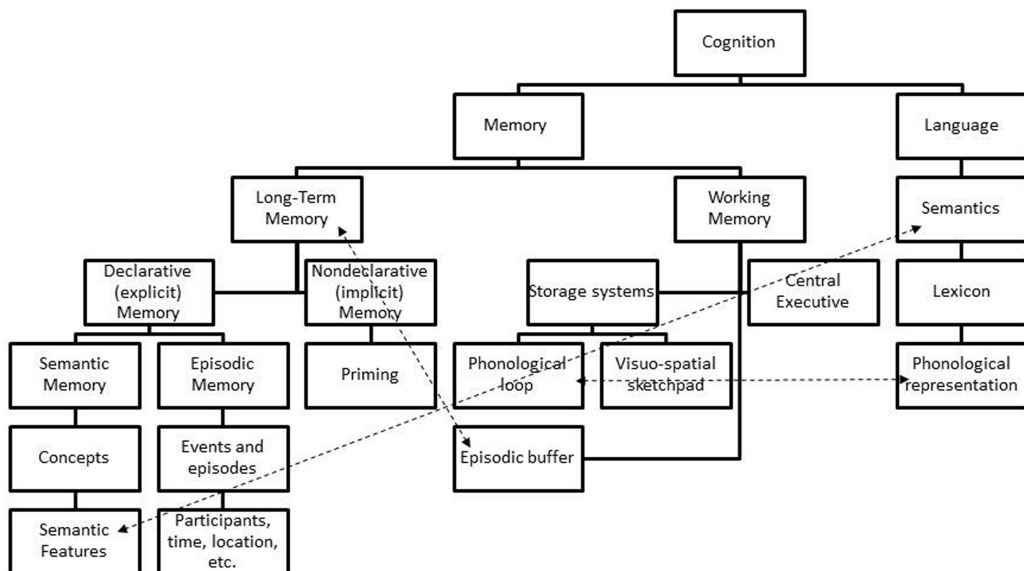 Cognition
Memory
Language
Long-Term
Memory
Working
Memory
Semantics
Declarative
(explicit)
Memory
Nondeclarative
(implicit)
Memory
Storage systems
Central
Executive
Lexicon
Semantic
Memory
Episodic
Memory
Priming
Phonological
loop
Visuo-spatial
sketchpad
Phonological
representation
Concepts
Events and
episodes
Episodic buffer
Semantic
Features
Participants,
time, location,
etc.